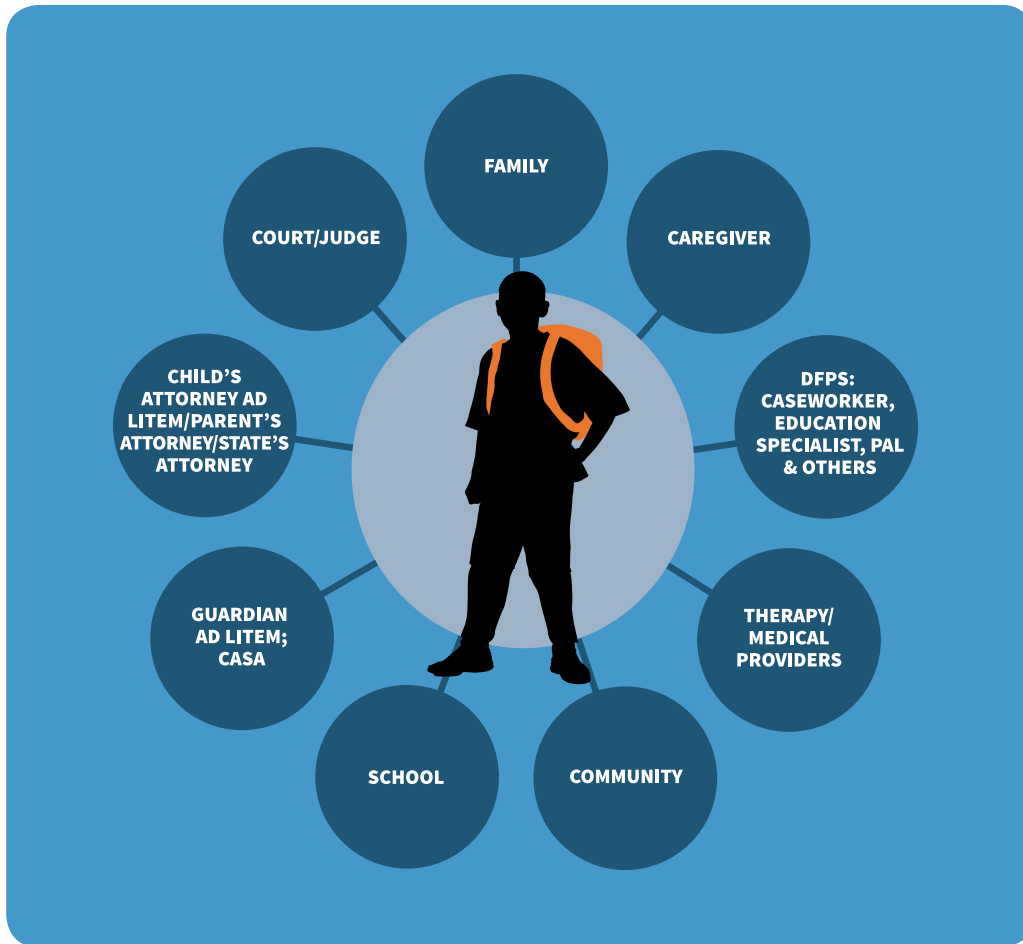 FAMILY
COURT/JUDGE
CAREGIVER
CHILD’S
ATTORNEY AD
LITEM/PARENT’S
ATTORNEY/STATE’S
ATTORNEY
DFPS:
CASEWORKER,
EDUCATION
SPECIALIST, PAL
& OTHERS
GUARDIAN
AD LITEM;
CASA
THERAPY/
MEDICAL
PROVIDERS
SCHOOL
COMMUNITY